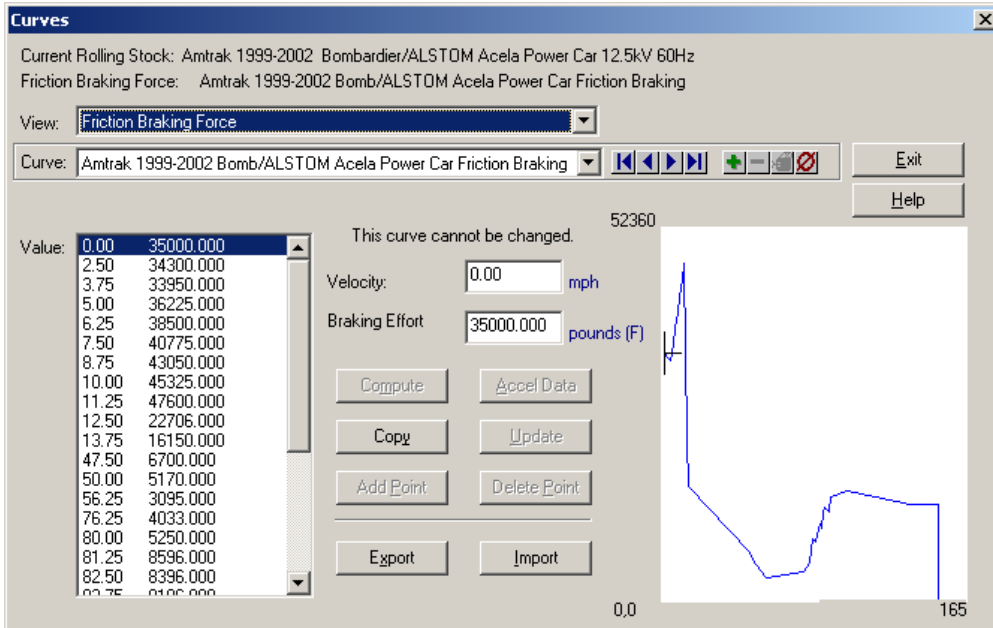 Curves
Current Rolling Stock: Amtrak 1999-2002 Bombardier/ALSTOM Acela Power Car 12.5kV 60Hz
Friction Braking Force: Amtrak 1999-2002 Bomb/ALSTOM Acela Power Car Friction Braking
View: Friction Braking Force
Curve: Amtrak 1999-2002 Bomb/ALSTOM Acela Power Car Friction Braking
Exit
Help
Value:
0.00 35000.000
2.50 34300.000
3.75 33950.000
5.00 36225.000
6.25 38500.000
7.50 40775.000
8.75 43050.000
10.00 45325.000
11.25 47600.000
12.50 22706.000
13.75 16150.000
47.50 6700.000
50.00 5170.000
56.25 3095.000
76.25 4033.000
80.00 5250.000
81.25 8596.000
82.50 8396.000
This curve cannot be changed.
Velocity: 0.00 mph
Braking Effort 35000.000 pounds (F)
Compute Accel Data
Copy Update
Add Point Delete Point
Export Import
52360
0,0 165